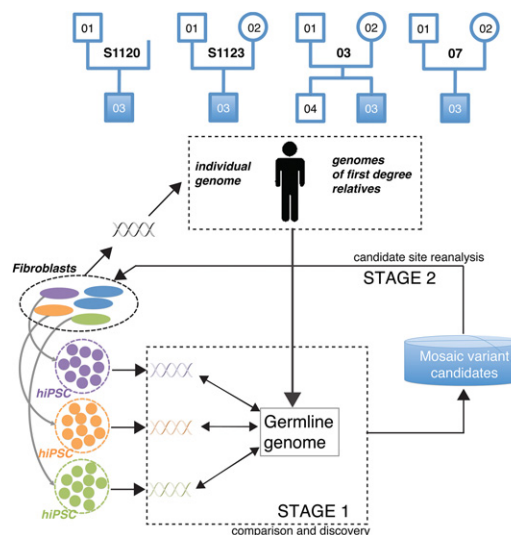 01
S1120
03
01
02
S1123
03
01
02
03
04
03
01
02
07
03
individual
genome
genomes
of first degree
relatives
Fibroblasts
candidate site reanalysis
STAGE 2
Mosaic variant
candidates
hiPSC
hiPSC
hiPSC
Germline
genome
STAGE 1
comparison and discovery